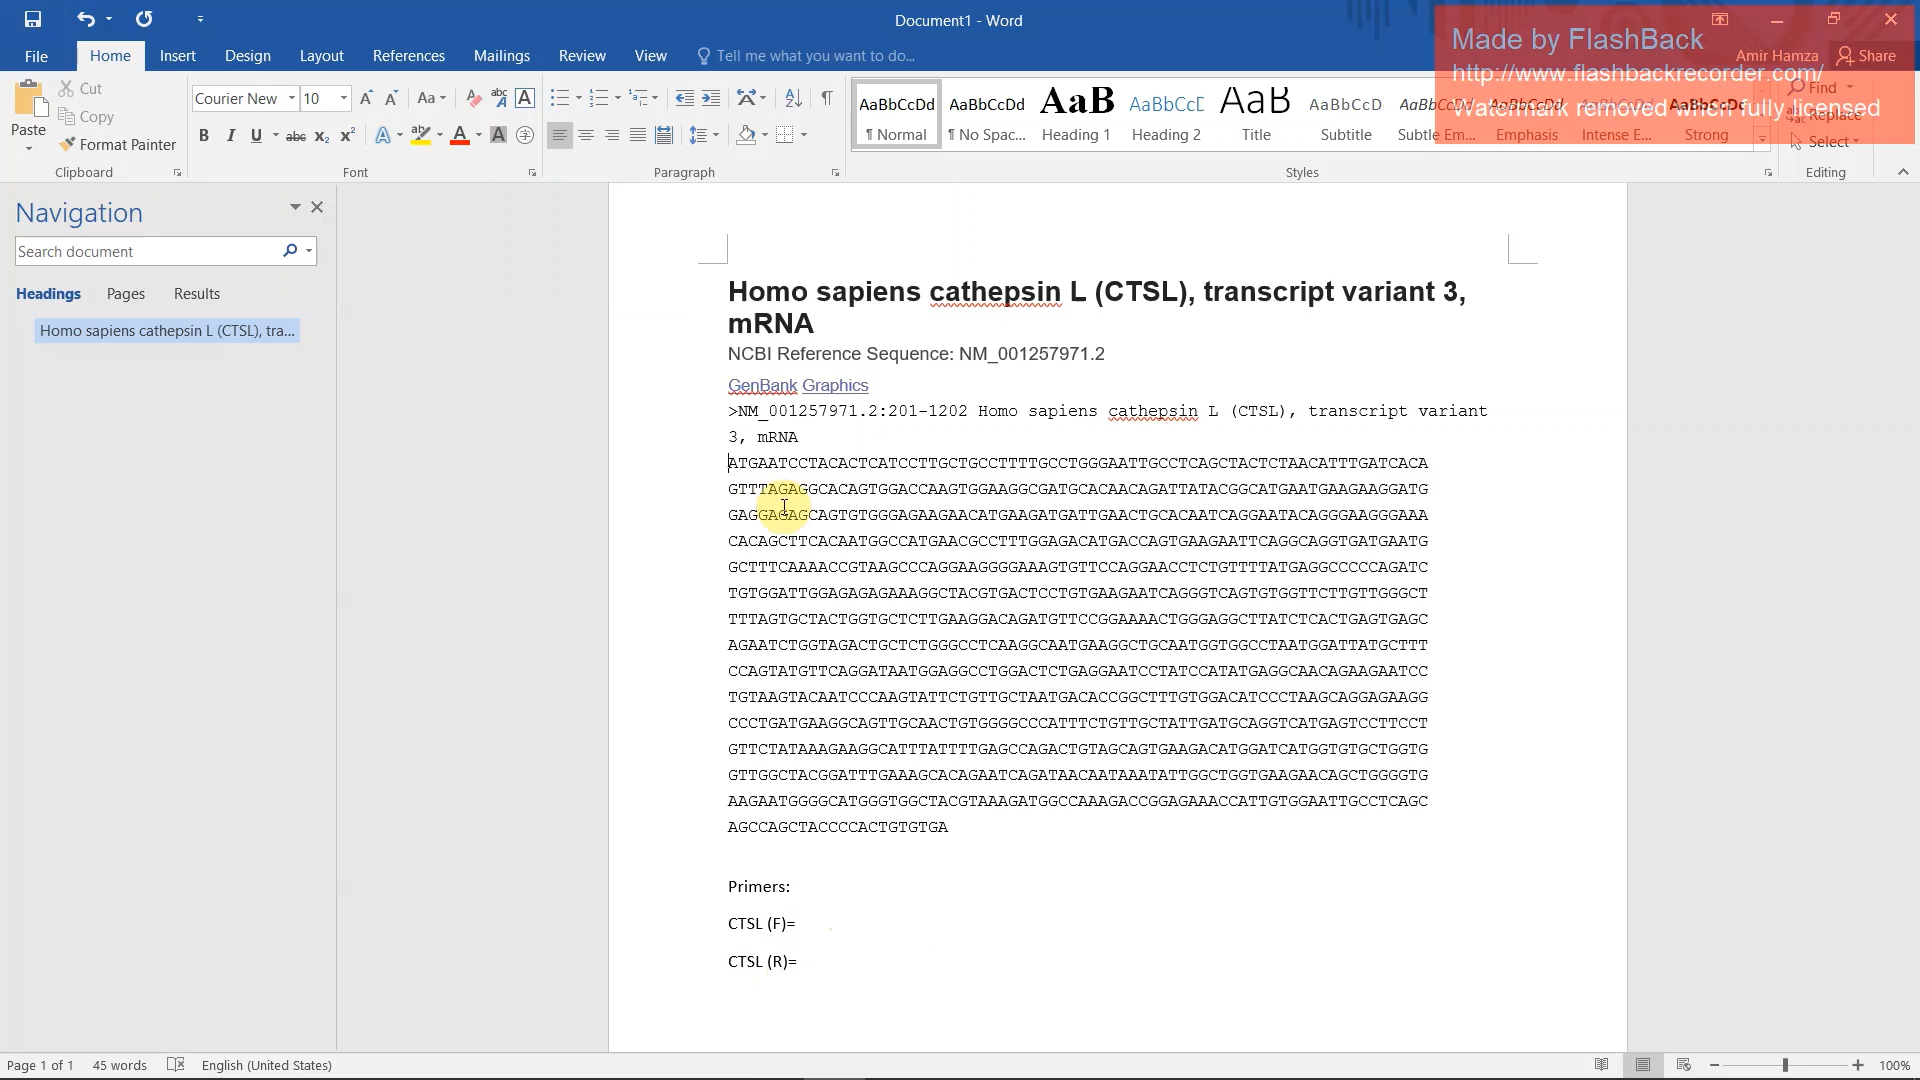 Document1 - Word
Made by FlashBack
http://www.flashbackrecorder.com/
Watermark removed when fully licensed
File Home Insert Design Layout References Mailings Review View Tell me what you want to do... Amir Hamza Share
Paste
Cut
Copy
Format Painter
Clipboard
Courier New 10
Font
Paragraph
AaBbCcDd AaBbCcDd AaB AaBbCcE AaB AaBbCcD AaBbCcDd AaBbCcDd AaBbCcDd AaBbCcDc
¶ Normal ¶ No Spac... Heading 1 Heading 2 Title Subtitle Subtle Em... Emphasis Intense E... Strong
Styles
Find
Replace
Select
Editing
Navigation
Search document
Headings Pages Results
Homo sapiens cathepsin L (CTSL), tra...
Homo sapiens cathepsin L (CTSL), transcript variant 3,
mRNA
NCBI Reference Sequence: NM_001257971.2
GenBank Graphics
>NM_001257971.2:201-1202 Homo sapiens cathepsin L (CTSL), transcript variant
3, mRNA
ATGAATCCTACACTCATCCTTGCTGCCTTTTGCCTGGGAATTGCCTCAGCTACTCTAACATTTGATCACA
GTTTAGAGGCACAGTGGACCAAGTGGAAGGCGATGCACAACAGATTATACGGCATGAATGAAGAAGGATG
GAGGAGAGCAGTGTGGGAGAAGAACATGAAGATGATTGAACTGCACAATCAGGAATACAGGGAAGGGAAA
CACAGCTTCACAATGGCCATGAACGCCTTTGGAGACATGACCAGTGAAGAATTCAGGCAGGTGATGAATG
GCTTTCAAAACCGTAAGCCCAGGAAGGGGAAAGTGTTCCAGGAACCTCTGTTTTATGAGGCCCCCAGATC
TGTGGATTGGAGAGAGAAAGGCTACGTGACTCCTGTGAAGAATCAGGGTCAGTGTGGTTCTTGTTGGGCT
TTTAGTGCTACTGGTGCTCTTGAAGGACAGATGTTCCGGAAAACTGGGAGGCTTATCTCACTGAGTGAGC
AGAATCTGGTAGACTGCTCTGGGCCTCAAGGCAATGAAGGCTGCAATGGTGGCCTAATGGATTATGCTTT
CCAGTATGTTCAGGATAATGGAGGCCTGGACTCTGAGGAATCCTATCCATATGAGGCAACAGAAGAATCC
TGTAAGTACAATCCCAAGTATTCTGTTGCTAATGACACCGGCTTTGTGGACATCCCTAAGCAGGAGAAGG
CCCTGATGAAGGCAGTTGCAACTGTGGGGCCCATTTCTGTTGCTATTGATGCAGGTCATGAGTCCTTCCT
GTTCTATAAAGAAGGCATTTATTTTGAGCCAGACTGTAGCAGTGAAGACATGGATCATGGTGTGCTGGTG
GTTGGCTACGGATTTGAAAGCACAGAATCAGATAACAATAAATATTGGCTGGTGAAGAACAGCTGGGGTG
AAGAATGGGGCATGGGTGGCTACGTAAAGATGGCCAAAGACCGGAGAAACCATTGTGGAATTGCCTCAGC
AGCCAGCTACCCCACTGTGTGA
Primers:
CTSL (F)=
CTSL (R)=
Page 1 of 1 45 words English (United States) 100%